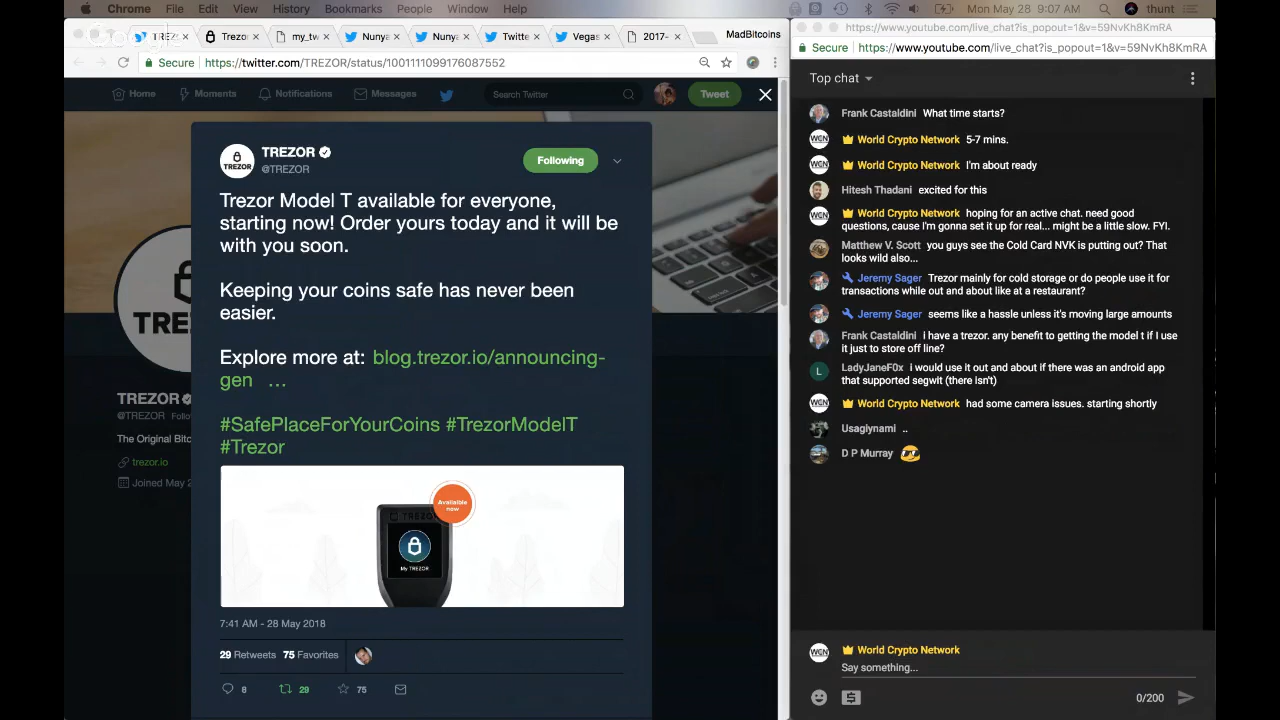 Chrome File Edit View History Bookmarks People Window Help
Mon May 28 9:07 AM thunt
TREZ × Trezor × my_tw × Nunya × Nunya × Twitte × Vegas × 2017- × MadBitcoins
Secure https://twitter.com/TREZOR/status/1001111099176087552
Home Moments Notifications Messages Search Twitter Tweet
TREZOR
@TREZOR
Following
Trezor Model T available for everyone,
starting now! Order yours today and it will be
with you soon.
Keeping your coins safe has never been
easier.
Explore more at: blog.trezor.io/announcing-
gen …
#SafePlaceForYourCoins #TrezorModelT
#Trezor
TREZOR
Available
now
My TREZOR
7:41 AM - 28 May 2018
29 Retweets 75 Favorites
8 29 75
TRE
TREZOR
@TREZOR Follo
The Original Bitc
trezor.io
Joined May 2
https://www.youtube.com/live_chat?is_popout=1&v=59NvKh8KmRA
Secure https://www.youtube.com/live_chat?is_popout=1&v=59NvKh8KmRA
Top chat
Frank Castaldini What time starts?
World Crypto Network 5-7 mins.
World Crypto Network I'm about ready
Hitesh Thadani excited for this
World Crypto Network hoping for an active chat. need good
questions, cause I'm gonna set it up for real... might be a little slow. FYI.
Matthew V. Scott you guys see the Cold Card NVK is putting out? That
looks wild also...
Jeremy Sager Trezor mainly for cold storage or do people use it for
transactions while out and about like at a restaurant?
Jeremy Sager seems like a hassle unless it's moving large amounts
Frank Castaldini i have a trezor. any benefit to getting the model t if I use
it just to store off line?
L LadyJaneF0x i would use it out and about if there was an android app
that supported segwit (there isn't)
World Crypto Network had some camera issues. starting shortly
Usagiynami ..
D P Murray
World Crypto Network
Say something...
0/200